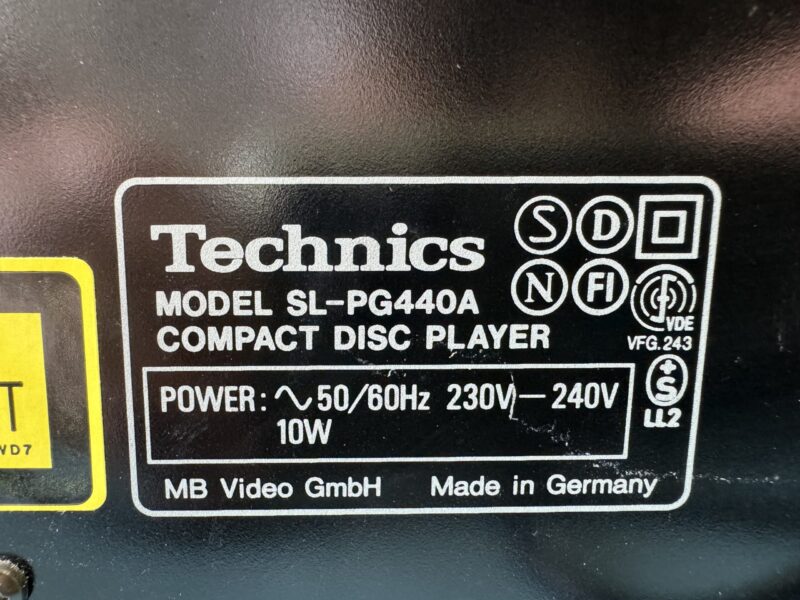 Technics
MODEL SL-PG440A
COMPACT DISC PLAYER
S D
N FI
VDE
VFG.243
+S
LL2
POWER: ∿50/60Hz 230V—240V
10W
MB Video GmbH Made in Germany
T
WD7